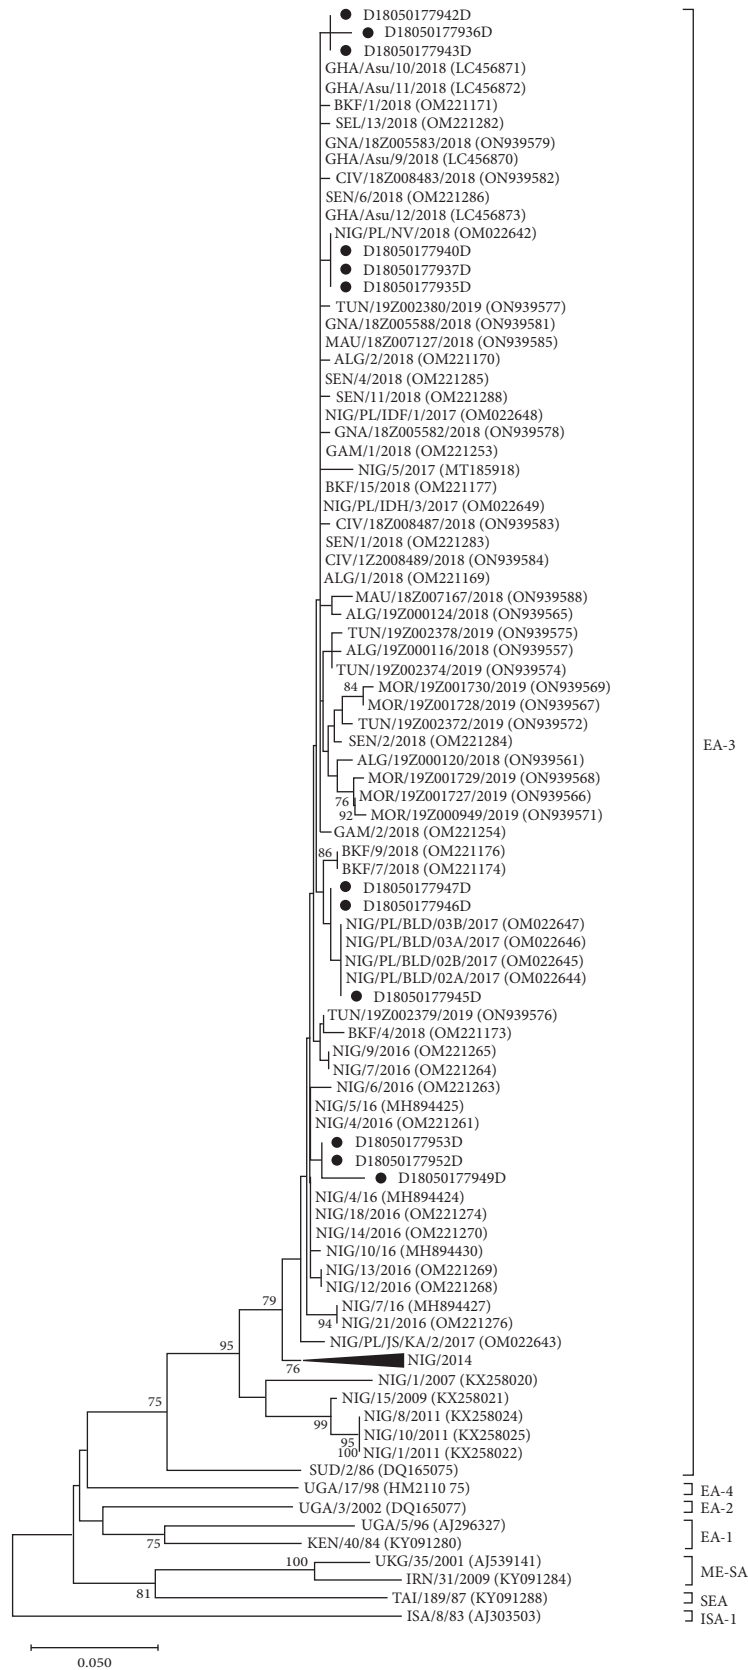 D18050177942D
D18050177936D
D18050177943D
GHA/Asu/10/2018 (LC456871)
GHA/Asu/11/2018 (LC456872)
BKF/1/2018 (OM221171)
SEL/13/2018 (OM221282)
GNA/18Z005583/2018 (ON939579)
GHA/Asu/9/2018 (LC456870)
CIV/18Z008483/2018 (ON939582)
SEN/6/2018 (OM221286)
GHA/Asu/12/2018 (LC456873)
NIG/PL/NV/2018 (OM022642)
D18050177940D
D18050177937D
D18050177935D
TUN/19Z002380/2019 (ON939577)
GNA/18Z005588/2018 (ON939581)
MAU/18Z007127/2018 (ON939585)
ALG/2/2018 (OM221170)
SEN/4/2018 (OM221285)
SEN/11/2018 (OM221288)
NIG/PL/IDF/1/2017 (OM022648)
GNA/18Z005582/2018 (ON939578)
GAM/1/2018 (OM221253)
NIG/5/2017 (MT185918)
BKF/15/2018 (OM221177)
NIG/PL/IDH/3/2017 (OM022649)
CIV/18Z008487/2018 (ON939583)
SEN/1/2018 (OM221283)
CIV/1Z2008489/2018 (ON939584)
ALG/1/2018 (OM221169)
MAU/18Z007167/2018 (ON939588)
ALG/19Z000124/2018 (ON939565)
TUN/19Z002378/2019 (ON939575)
ALG/19Z000116/2018 (ON939557)
TUN/19Z002374/2019 (ON939574)
84 MOR/19Z001730/2019 (ON939569)
MOR/19Z001728/2019 (ON939567)
TUN/19Z002372/2019 (ON939572)
SEN/2/2018 (OM221284)
EA-3
ALG/19Z000120/2018 (ON939561)
MOR/19Z001729/2019 (ON939568)
76 MOR/19Z001727/2019 (ON939566)
92 MOR/19Z000949/2019 (ON939571)
GAM/2/2018 (OM221254)
86 BKF/9/2018 (OM221176)
BKF/7/2018 (OM221174)
D18050177947D
D18050177946D
NIG/PL/BLD/03B/2017 (OM022647)
NIG/PL/BLD/03A/2017 (OM022646)
NIG/PL/BLD/02B/2017 (OM022645)
NIG/PL/BLD/02A/2017 (OM022644)
D18050177945D
TUN/19Z002379/2019 (ON939576)
BKF/4/2018 (OM221173)
NIG/9/2016 (OM221265)
NIG/7/2016 (OM221264)
NIG/6/2016 (OM221263)
NIG/5/16 (MH894425)
NIG/4/2016 (OM221261)
D18050177953D
D18050177952D
D18050177949D
NIG/4/16 (MH894424)
NIG/18/2016 (OM221274)
NIG/14/2016 (OM221270)
NIG/10/16 (MH894430)
NIG/13/2016 (OM221269)
NIG/12/2016 (OM221268)
79 NIG/7/16 (MH894427)
94 NIG/21/2016 (OM221276)
95 NIG/PL/JS/KA/2/2017 (OM022643)
76 NIG/2014
NIG/1/2007 (KX258020)
75 NIG/15/2009 (KX258021)
99 NIG/8/2011 (KX258024)
95 NIG/10/2011 (KX258025)
100 NIG/1/2011 (KX258022)
SUD/2/86 (DQ165075)
UGA/17/98 (HM2110 75) EA-4
UGA/3/2002 (DQ165077) EA-2
UGA/5/96 (AJ296327)
EA-1
75 KEN/40/84 (KY091280)
100 UKG/35/2001 (AJ539141)
ME-SA
IRN/31/2009 (KY091284)
81 TAI/189/87 (KY091288) SEA
ISA/8/83 (AJ303503) ISA-1
0.050